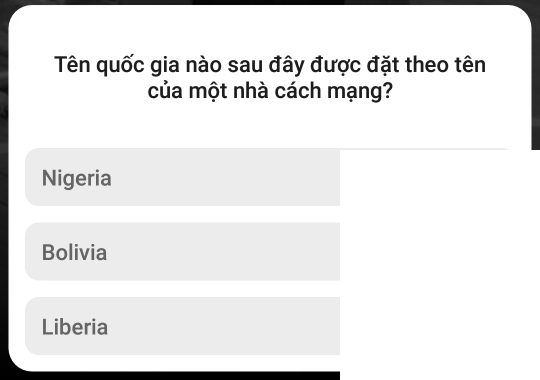 Tên quốc gia nào sau đây được đặt theo tên
của một nhà cách mạng?
Nigeria
Bolivia
Liberia